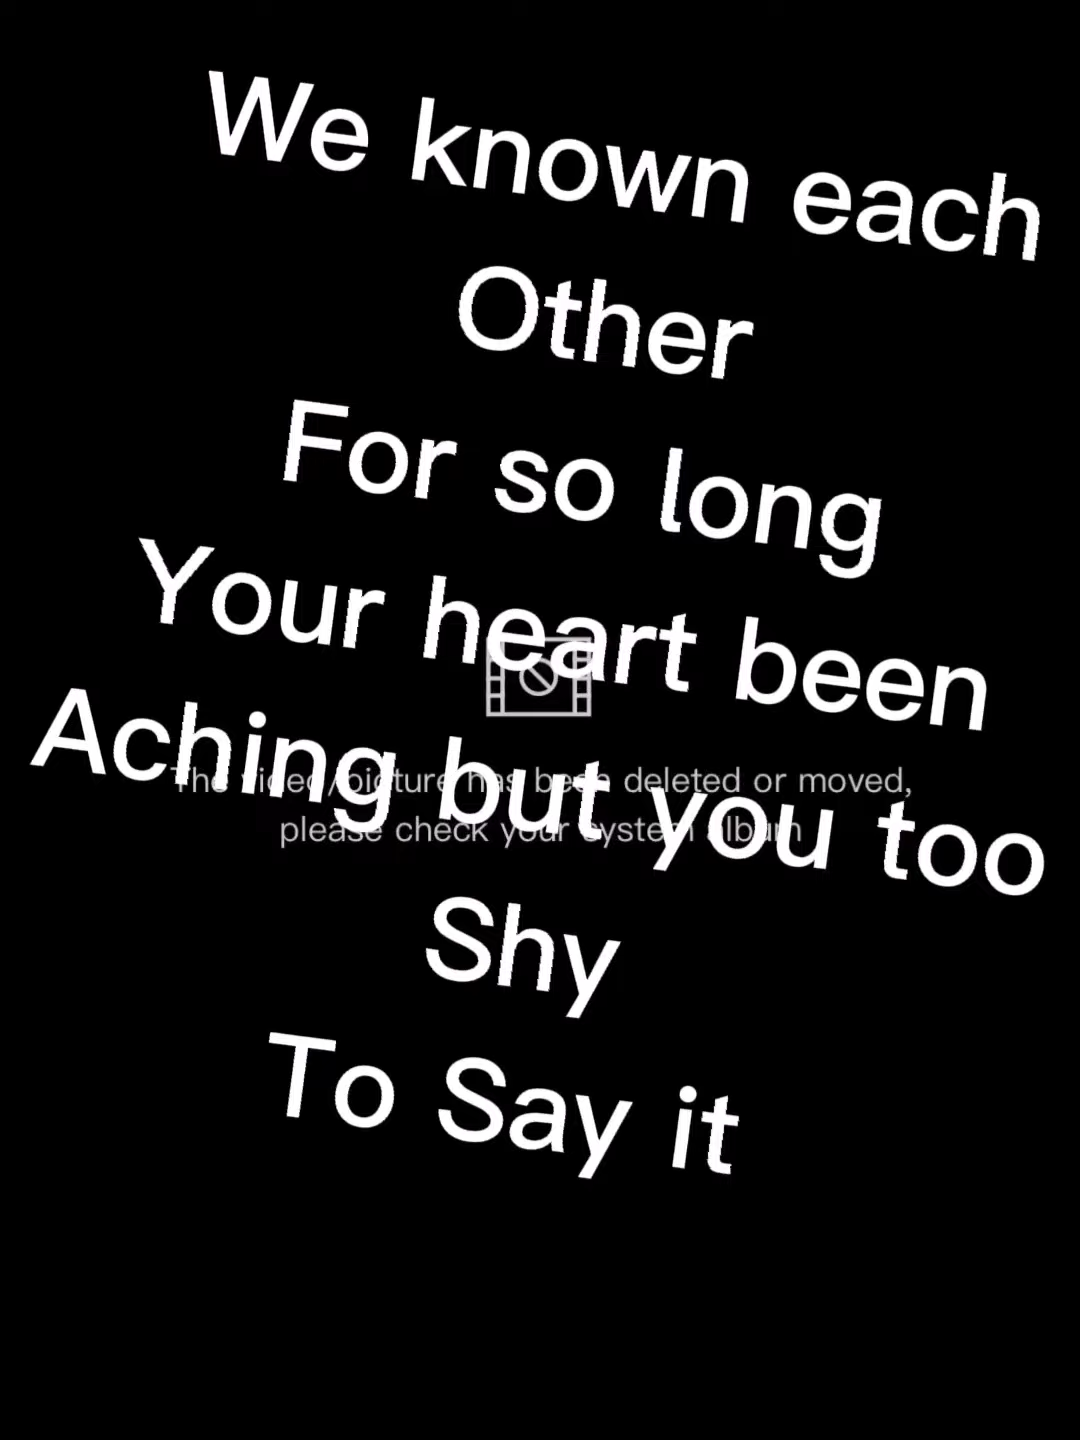 We known each
Other
For so long
Your heart been
Aching but you too
Shy
To Say it
The video/picture has been deleted or moved,
please check your system album